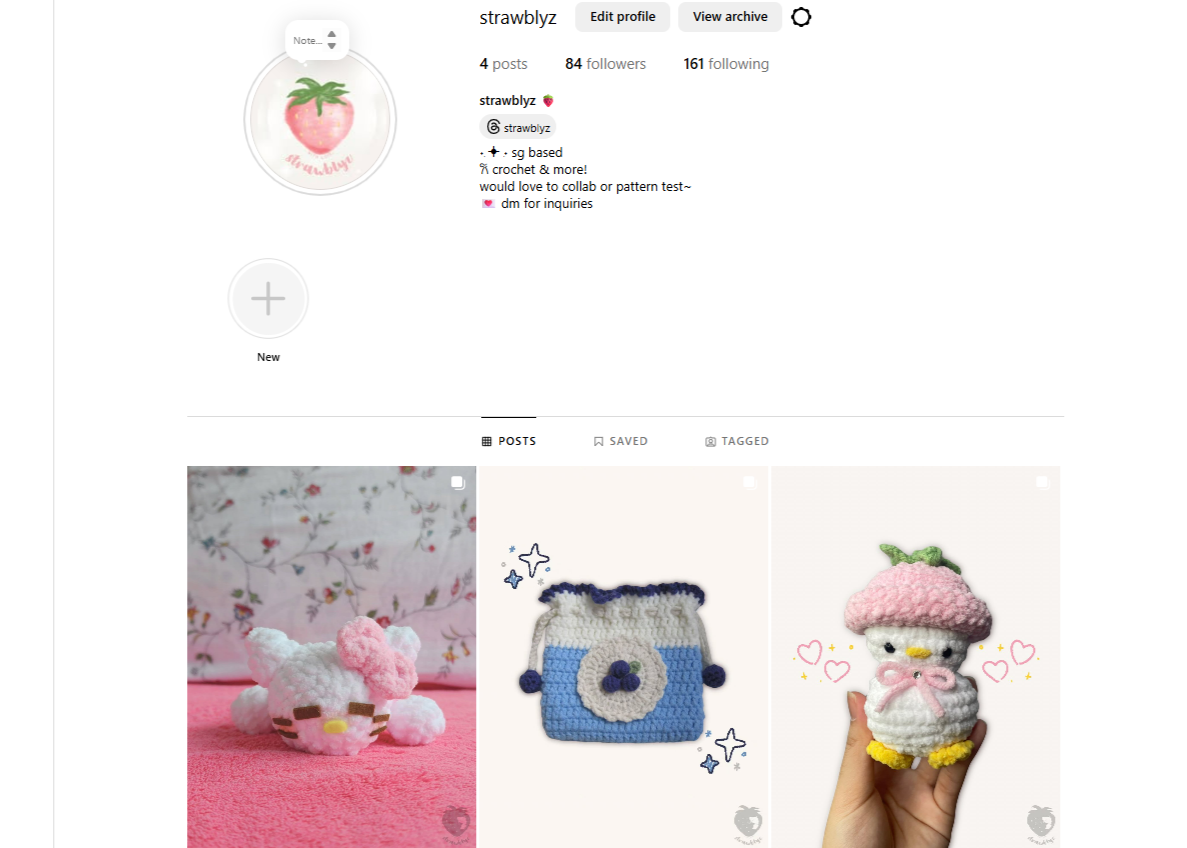 strawblyz Edit profile View archive
Note...
4 posts 84 followers 161 following
strawblyz 🍓
strawblyz
˖ ✦ ˖ sg based
𐙚 crochet & more!
would love to collab or pattern test~
💌 dm for inquiries
strawblyz
New
POSTS SAVED TAGGED